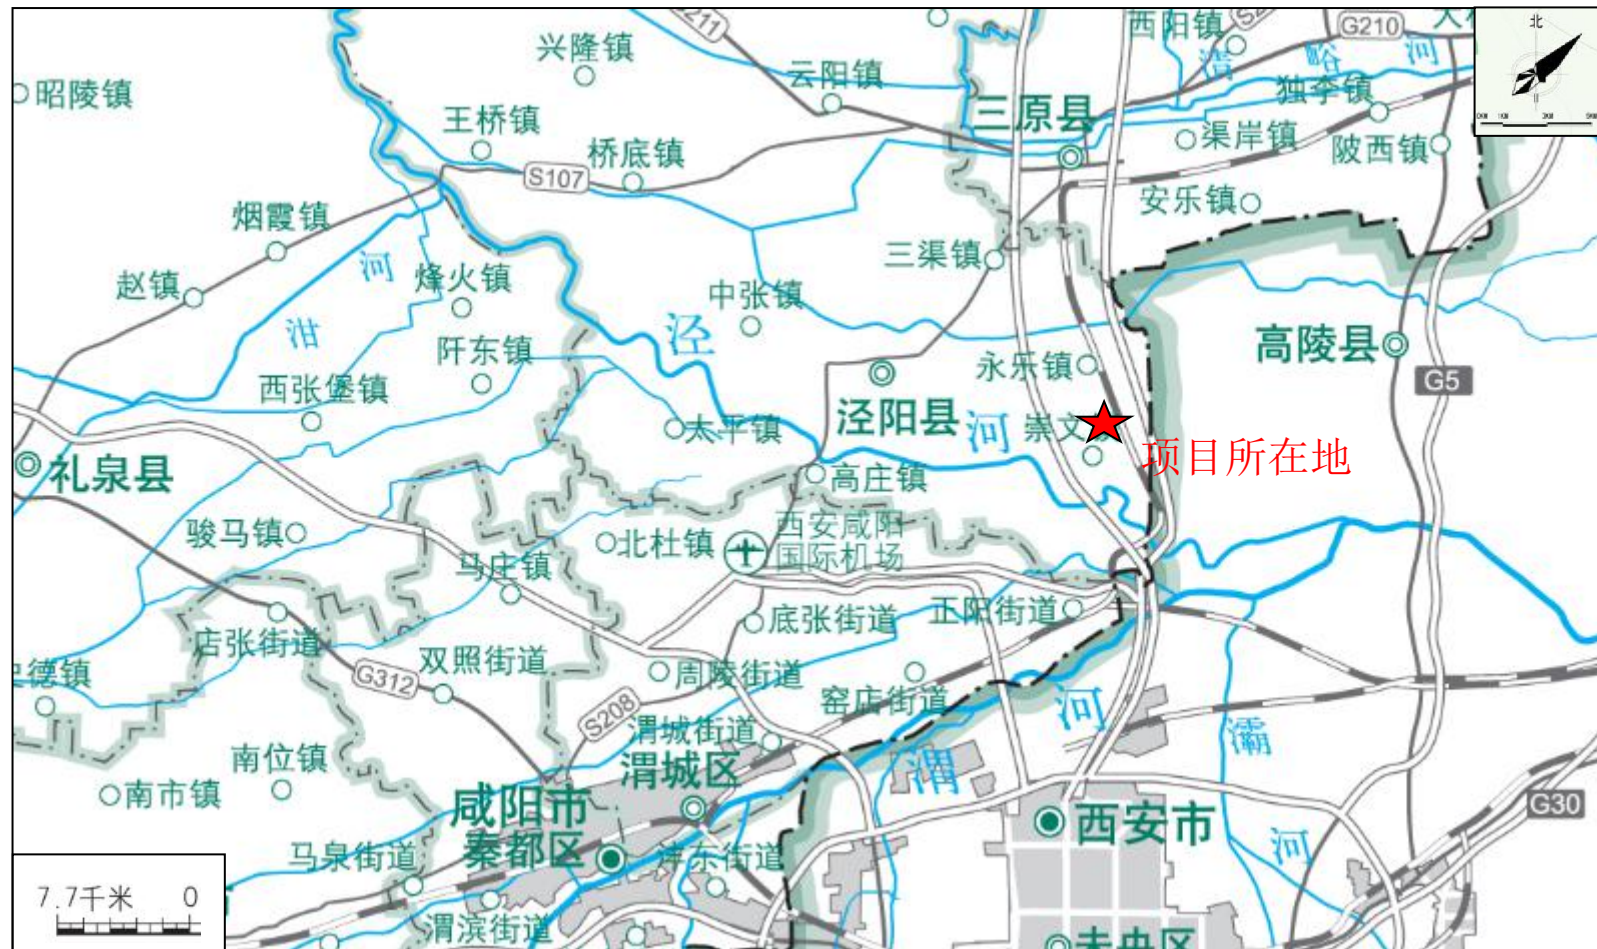 S211
西阳镇
G210
北
兴隆镇
云阳镇
清
峪
河
昭陵镇
独李镇
王桥镇
三原县
渠岸镇
陂西镇
桥底镇
S107
安乐镇
烟霞镇
三渠镇
河
烽火镇
赵镇
中张镇
泔
泾
高陵县
阡东镇
永乐镇
G5
西张堡镇
泾阳县
河
崇文
太平镇
项目所在地
礼泉县
高庄镇
骏马镇
北杜镇
西安咸阳
国际机场
马庄镇
底张街道
正阳街道
店张街道
双照街道
德镇
周陵街道
G312
窑店街道
S208
渭城街道
河
灞
南位镇
渭城区
渭
南市镇
咸阳市
G30
西安市
秦都区
马泉街道
沣东街道
河
7.7千米 0
渭滨街道
未央区